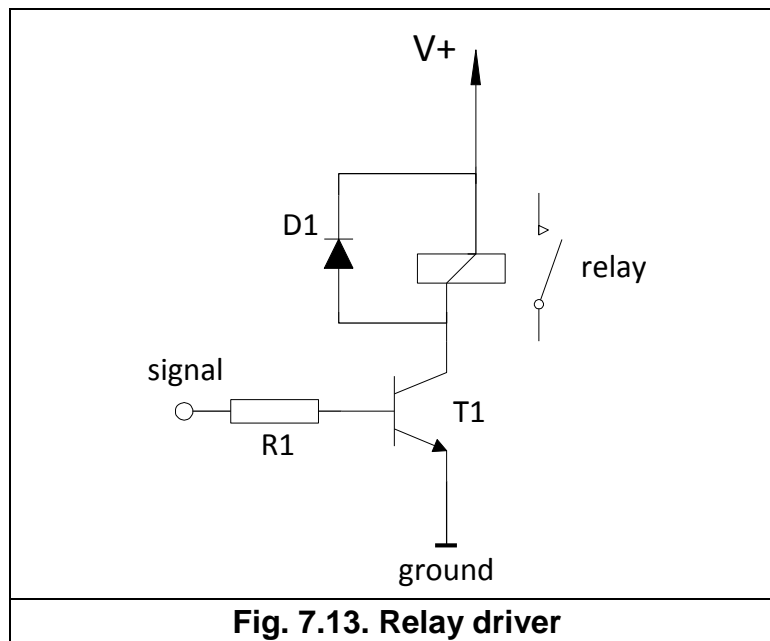 V+
D1
relay
signal
T1
R1
ground
Fig. 7.13. Relay driver